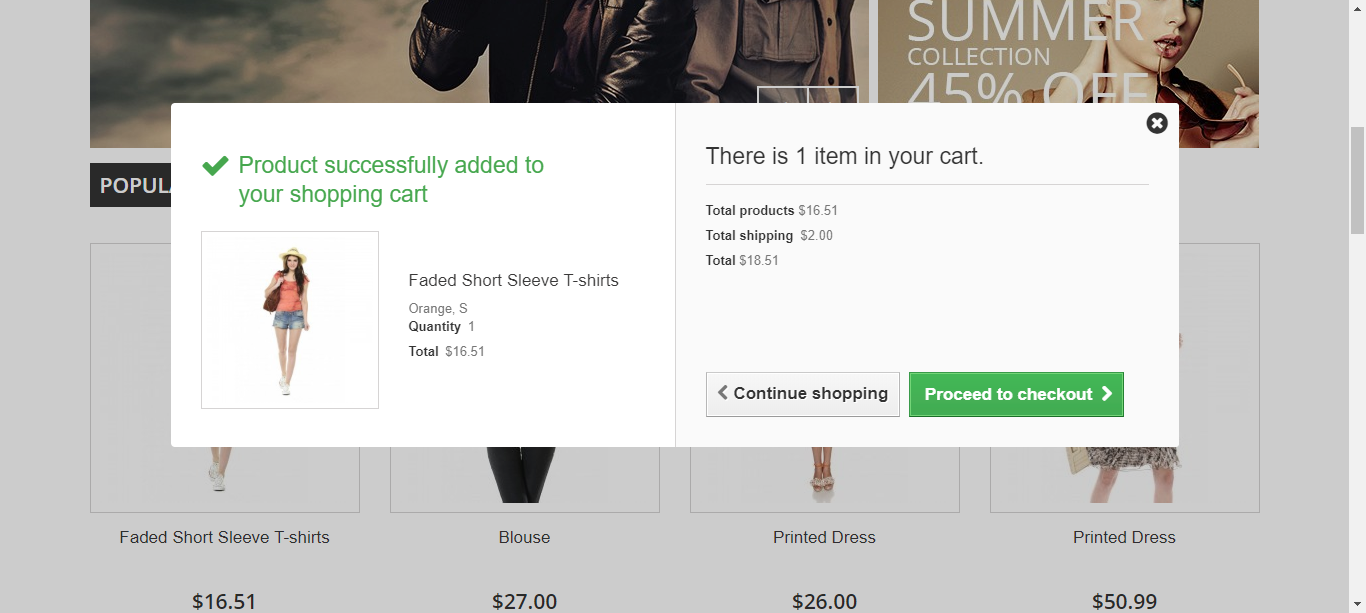 SUMMER
COLLECTION
45% OFF
Product successfully added to
your shopping cart
Faded Short Sleeve T-shirts
Orange, S
Quantity 1
Total $16.51
There is 1 item in your cart.
Total products $16.51
Total shipping $2.00
Total $18.51
Continue shopping
Proceed to checkout
POPULA
Faded Short Sleeve T-shirts
Blouse
Printed Dress
Printed Dress
$16.51
$27.00
$26.00
$50.99